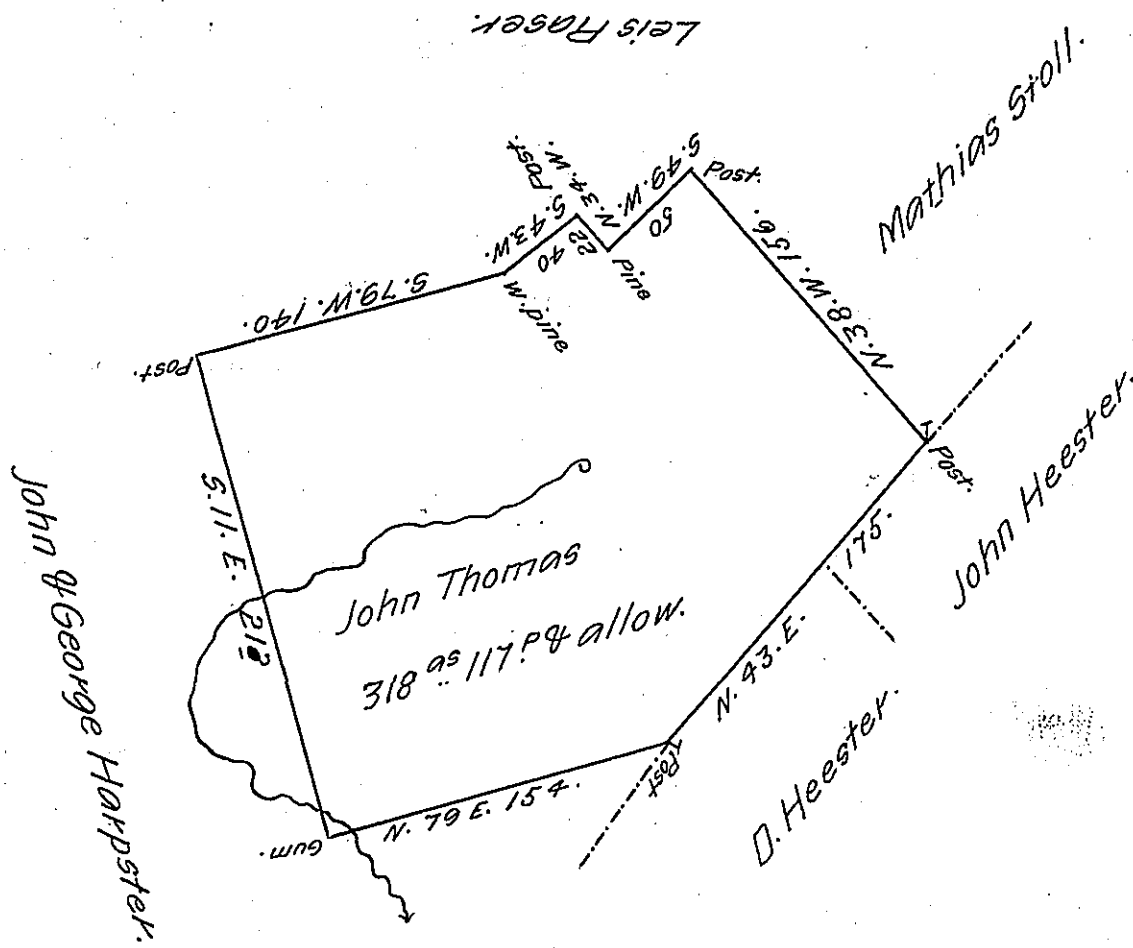 Leis Raser.
Mathias Stoll.
S. 49. W.
50
Post.
N. 34. W.
22
Pine
Post.
S. 43. W.
40
W. pine
S. 79. W. 140.
Post.
N. 38. W. 156.
Post.
John Heester.
S. 11. E. 212
John & George Harpster.
John Thomas
318 as 117 P & allow.
N. 43. E. 175.
D. Heester.
Post
N. 79 E. 154.
Gum.